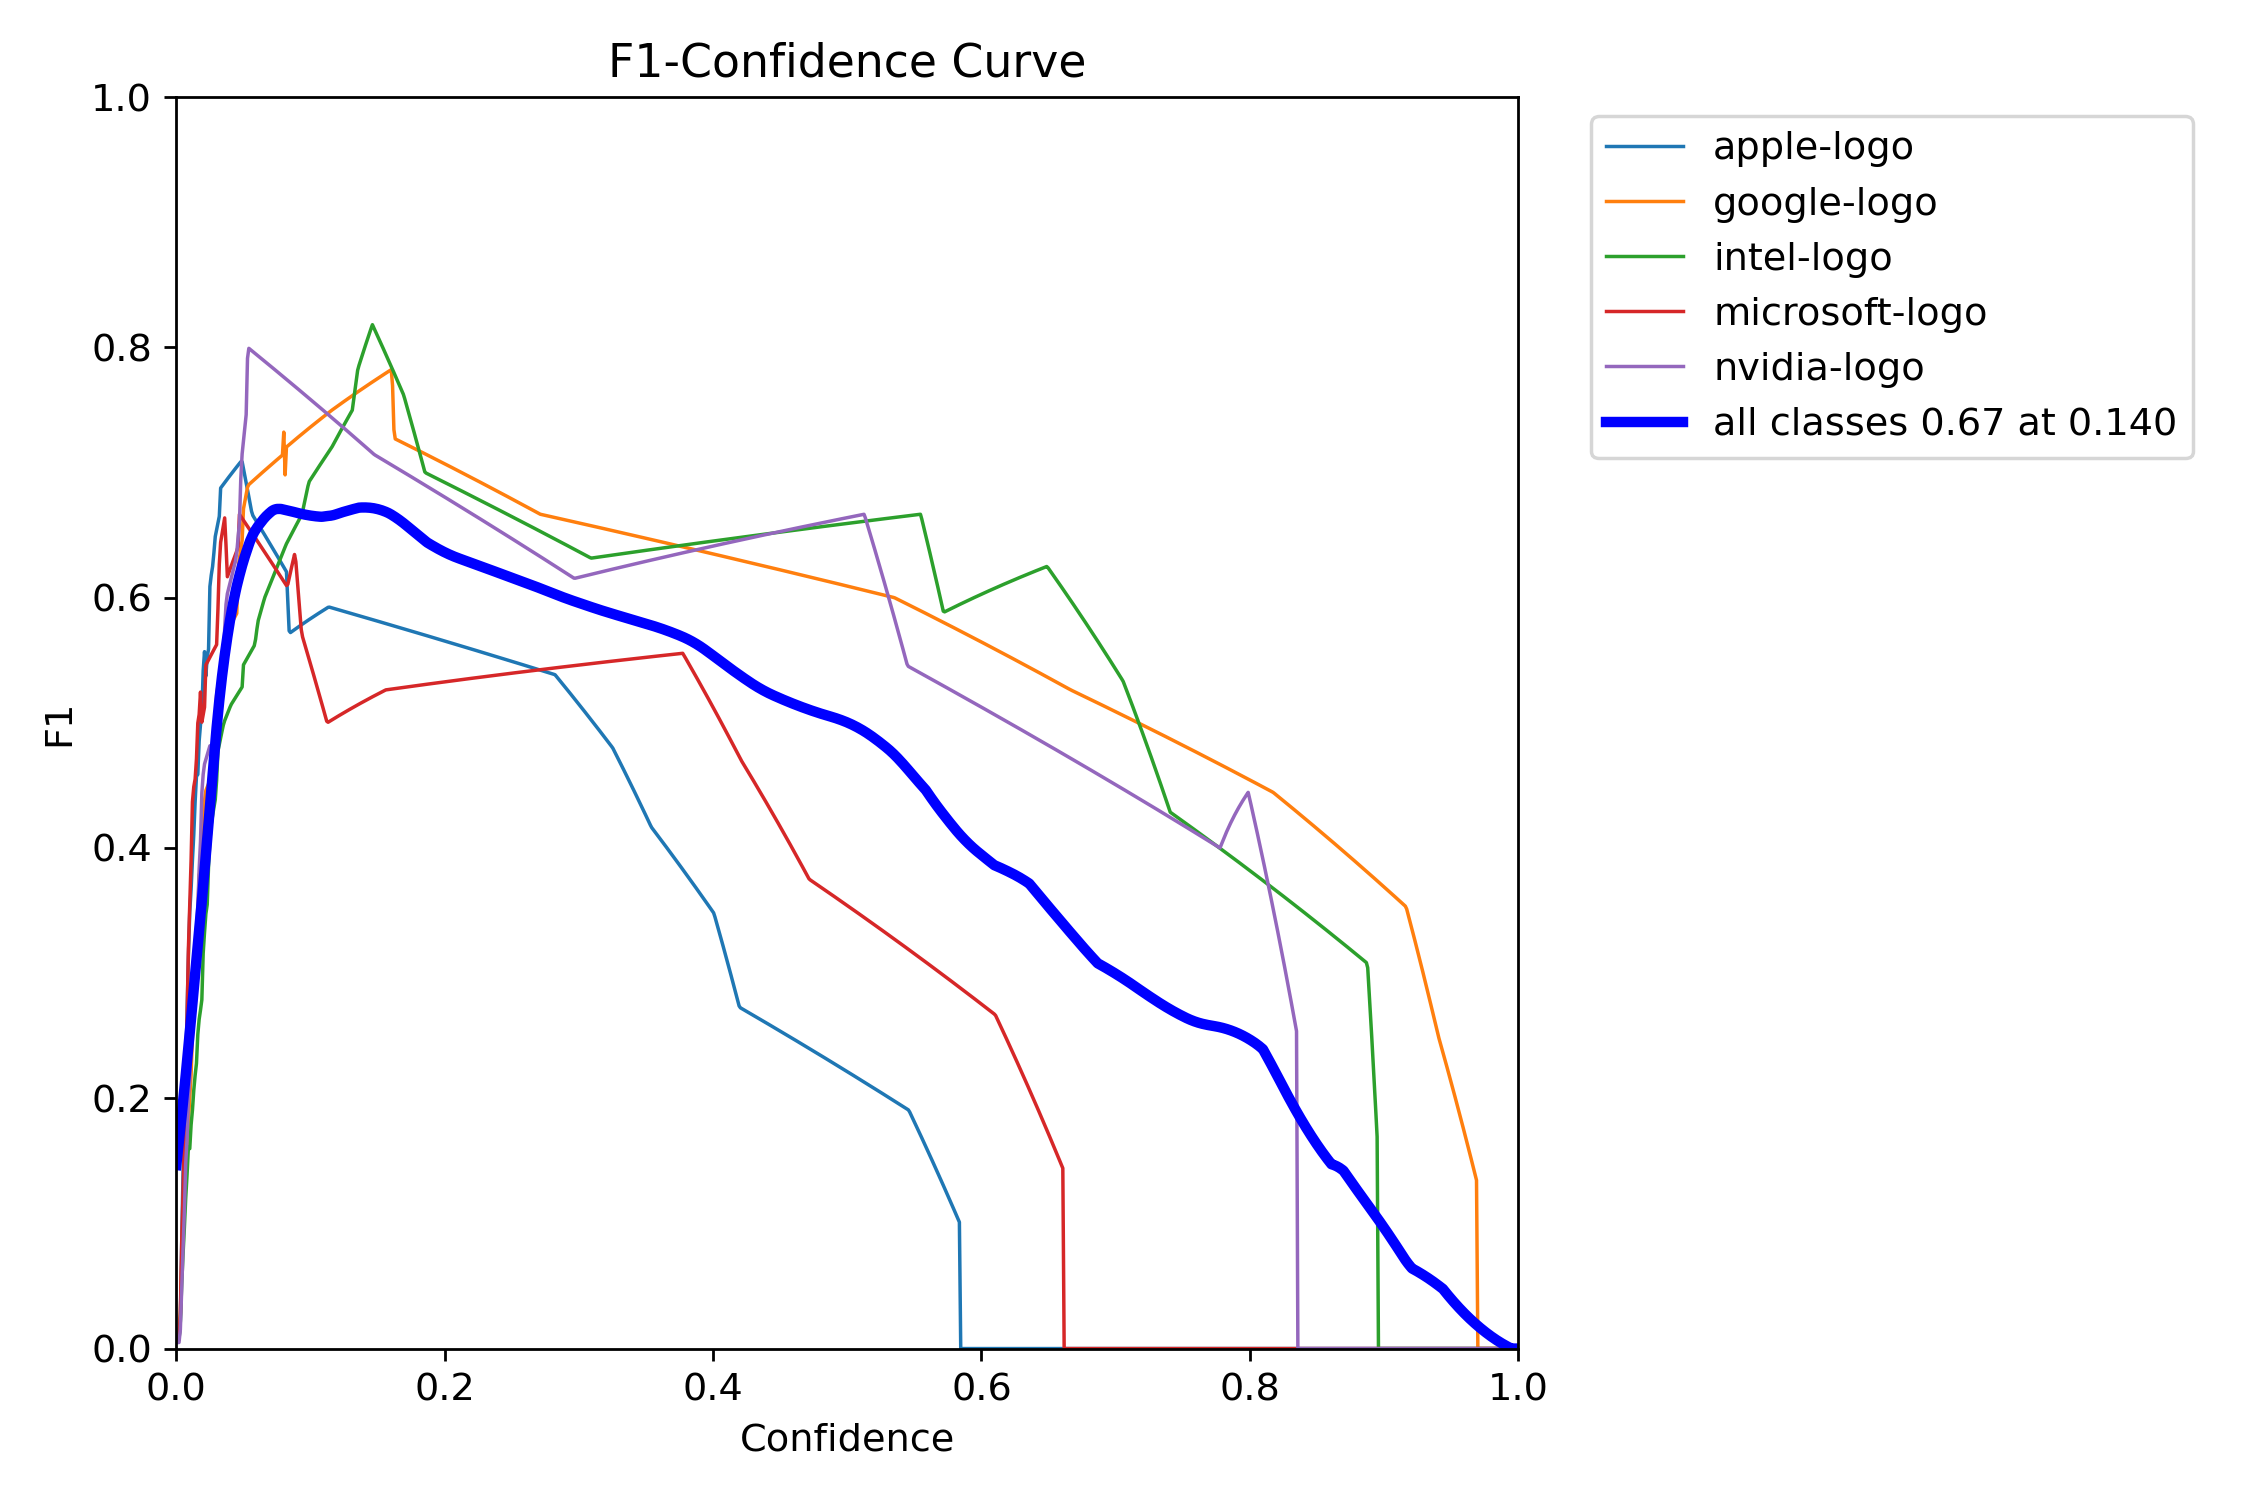 F1-Confidence Curve
1.0
0.8
0.6
0.4
0.2
0.0
F1
0.0 0.2 0.4 0.6 0.8 1.0
Confidence
apple-logo
google-logo
intel-logo
microsoft-logo
nvidia-logo
all classes 0.67 at 0.140